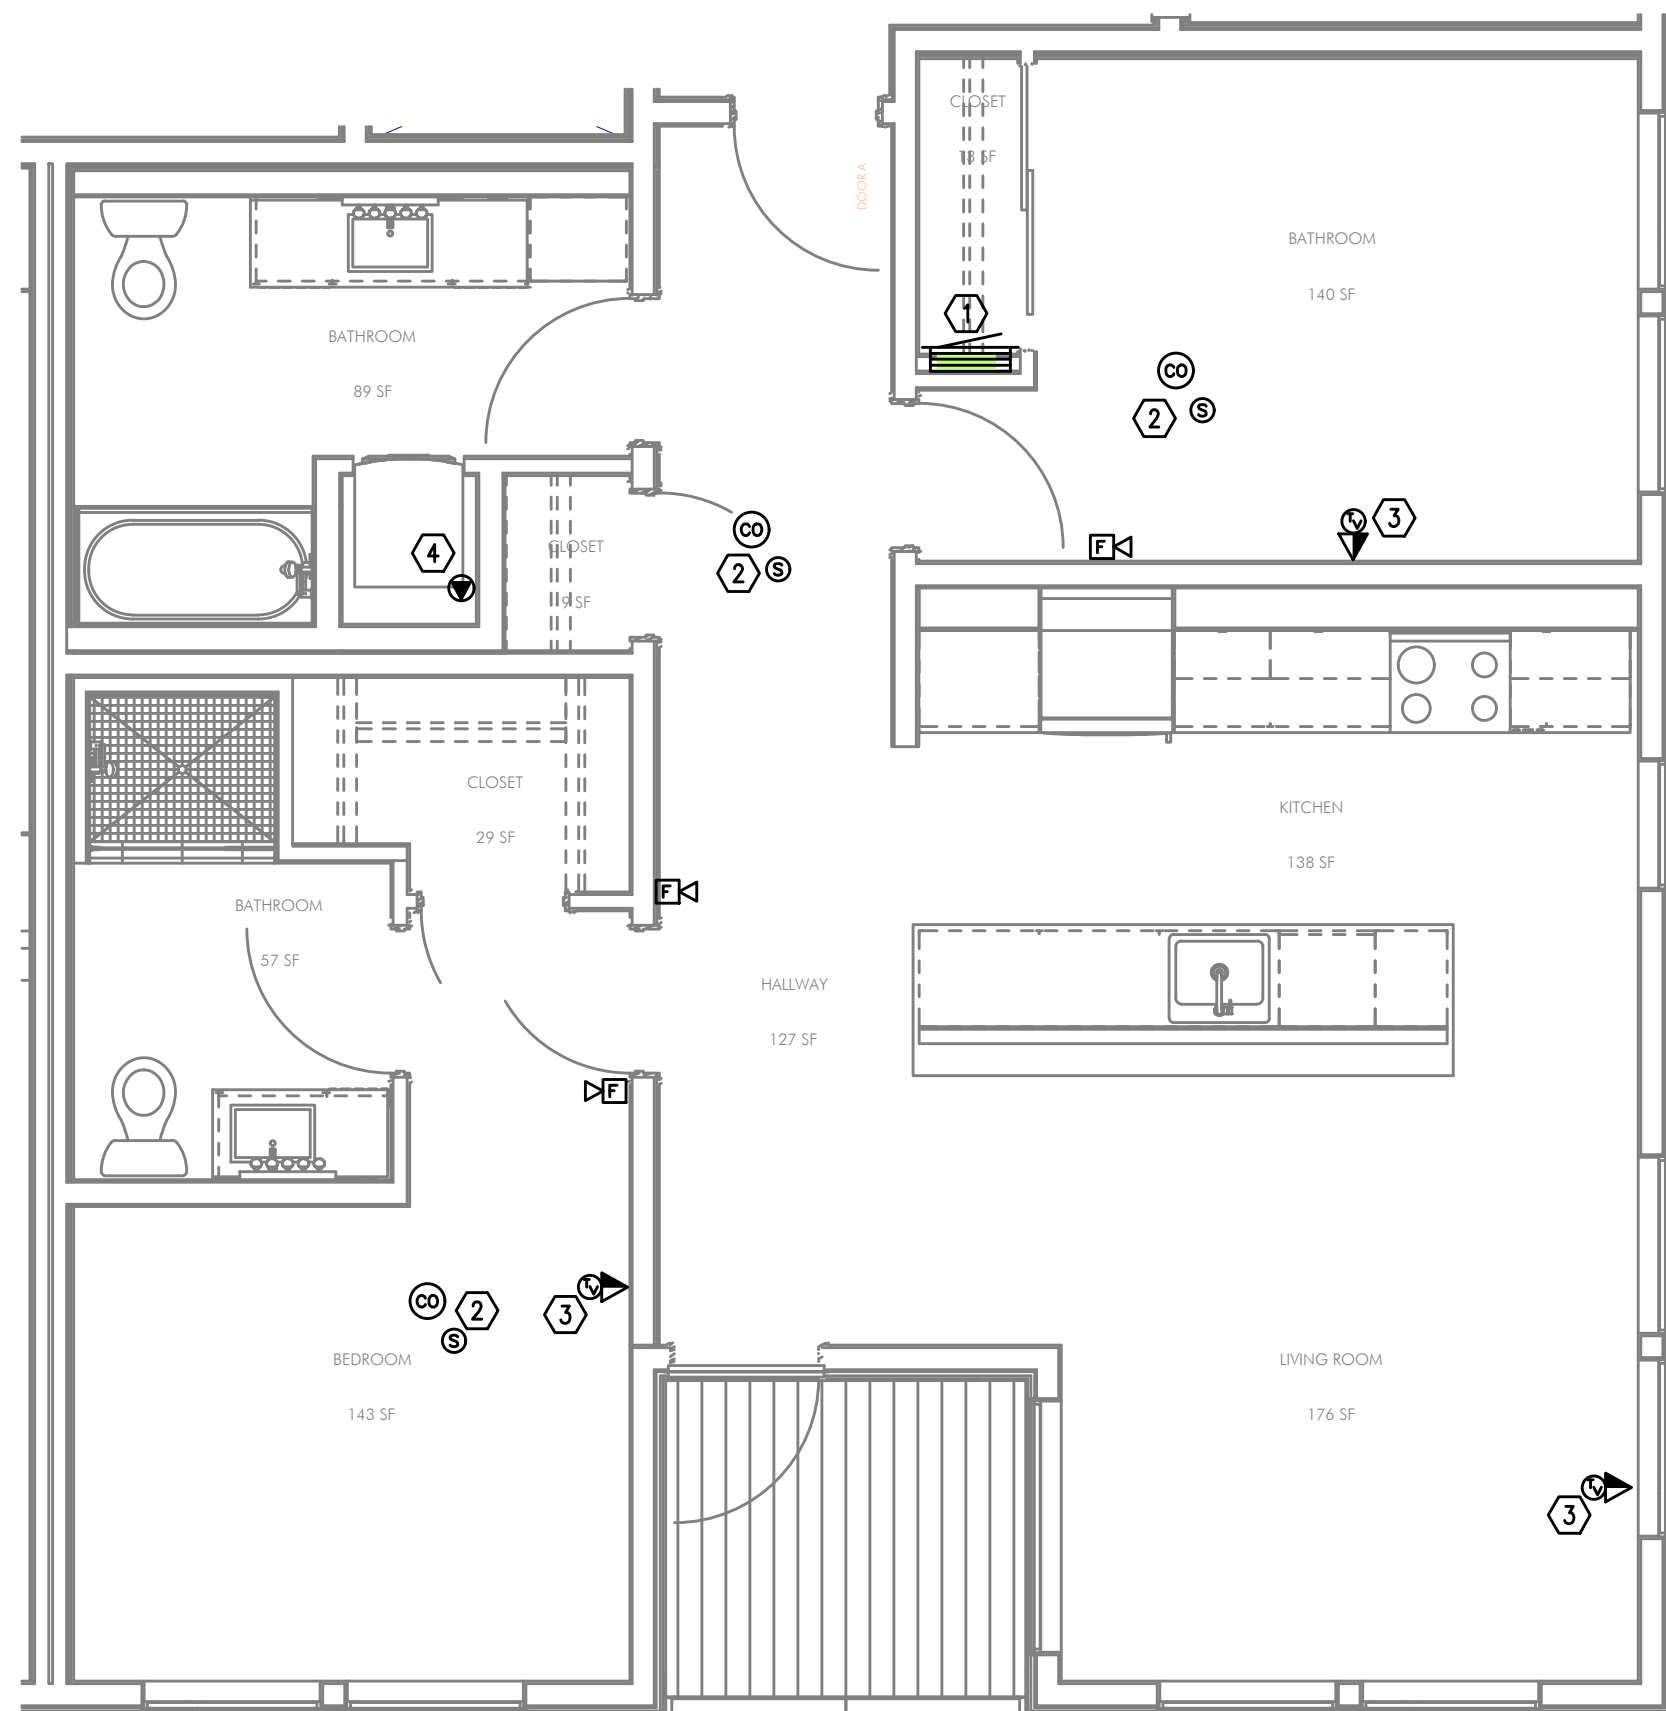 CLOSET
13 SF
DOOR A
BATHROOM
140 SF
1
BATHROOM
89 SF
CO
2
S
TV
3
F
4
CLOSET
9 SF
CO
2
S
CLOSET
29 SF
KITCHEN
138 SF
F
BATHROOM
57 SF
HALLWAY
127 SF
F
CO
2
S
TV
3
BEDROOM
143 SF
LIVING ROOM
176 SF
TV
3